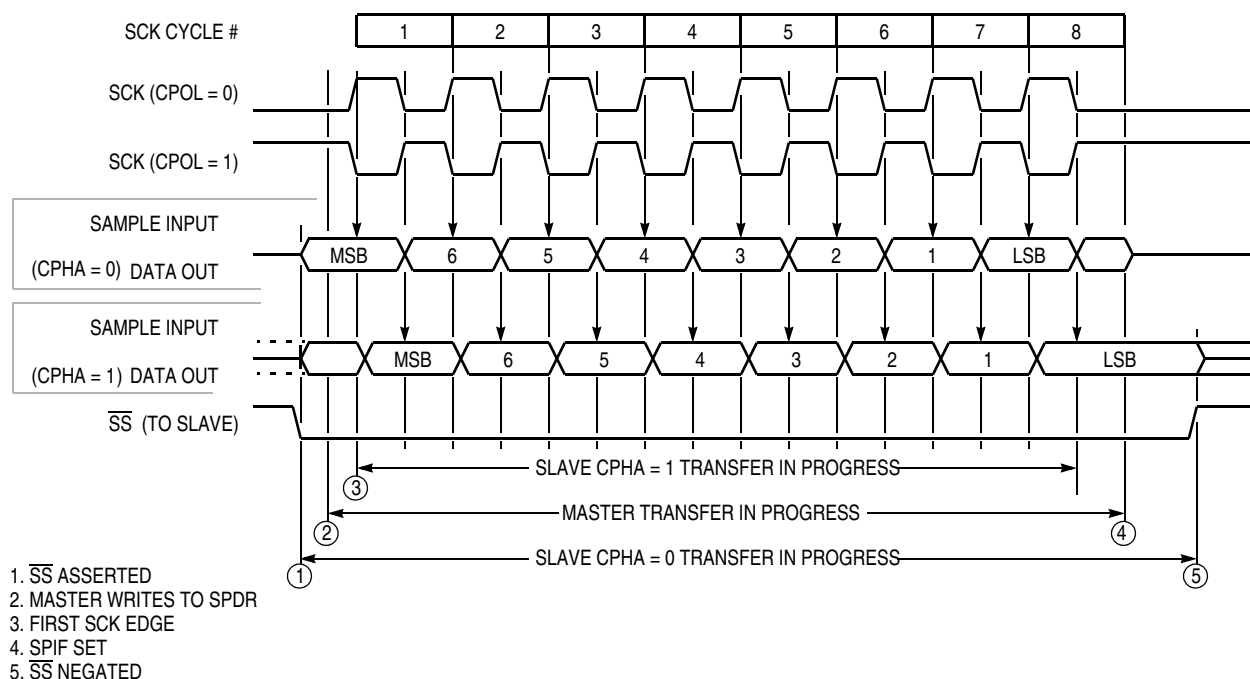 SCK CYCLE # 1 2 3 4 5 6 7 8
SCK (CPOL = 0)
SCK (CPOL = 1)
SAMPLE INPUT
(CPHA = 0) DATA OUT MSB 6 5 4 3 2 1 LSB
SAMPLE INPUT
(CPHA = 1) DATA OUT MSB 6 5 4 3 2 1 LSB
SS (TO SLAVE)
SLAVE CPHA = 1 TRANSFER IN PROGRESS
3
MASTER TRANSFER IN PROGRESS
2 4
SLAVE CPHA = 0 TRANSFER IN PROGRESS
1 5
1. SS ASSERTED
2. MASTER WRITES TO SPDR
3. FIRST SCK EDGE
4. SPIF SET
5. SS NEGATED